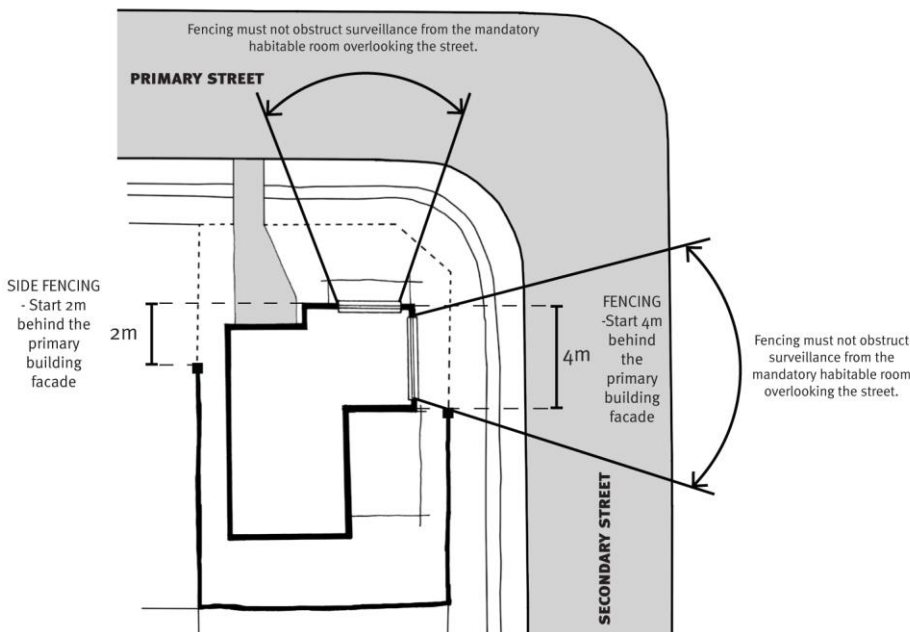 Fencing must not obstruct surveillance from the mandatory
habitable room overlooking the street.
PRIMARY STREET
SIDE FENCING
- Start 2m
behind the
primary
building
facade
2m
4m
FENCING
-Start 4m
behind
the
primary
building
facade
Fencing must not obstruct
surveillance from the
mandatory habitable room
overlooking the street.
SECONDARY STREET